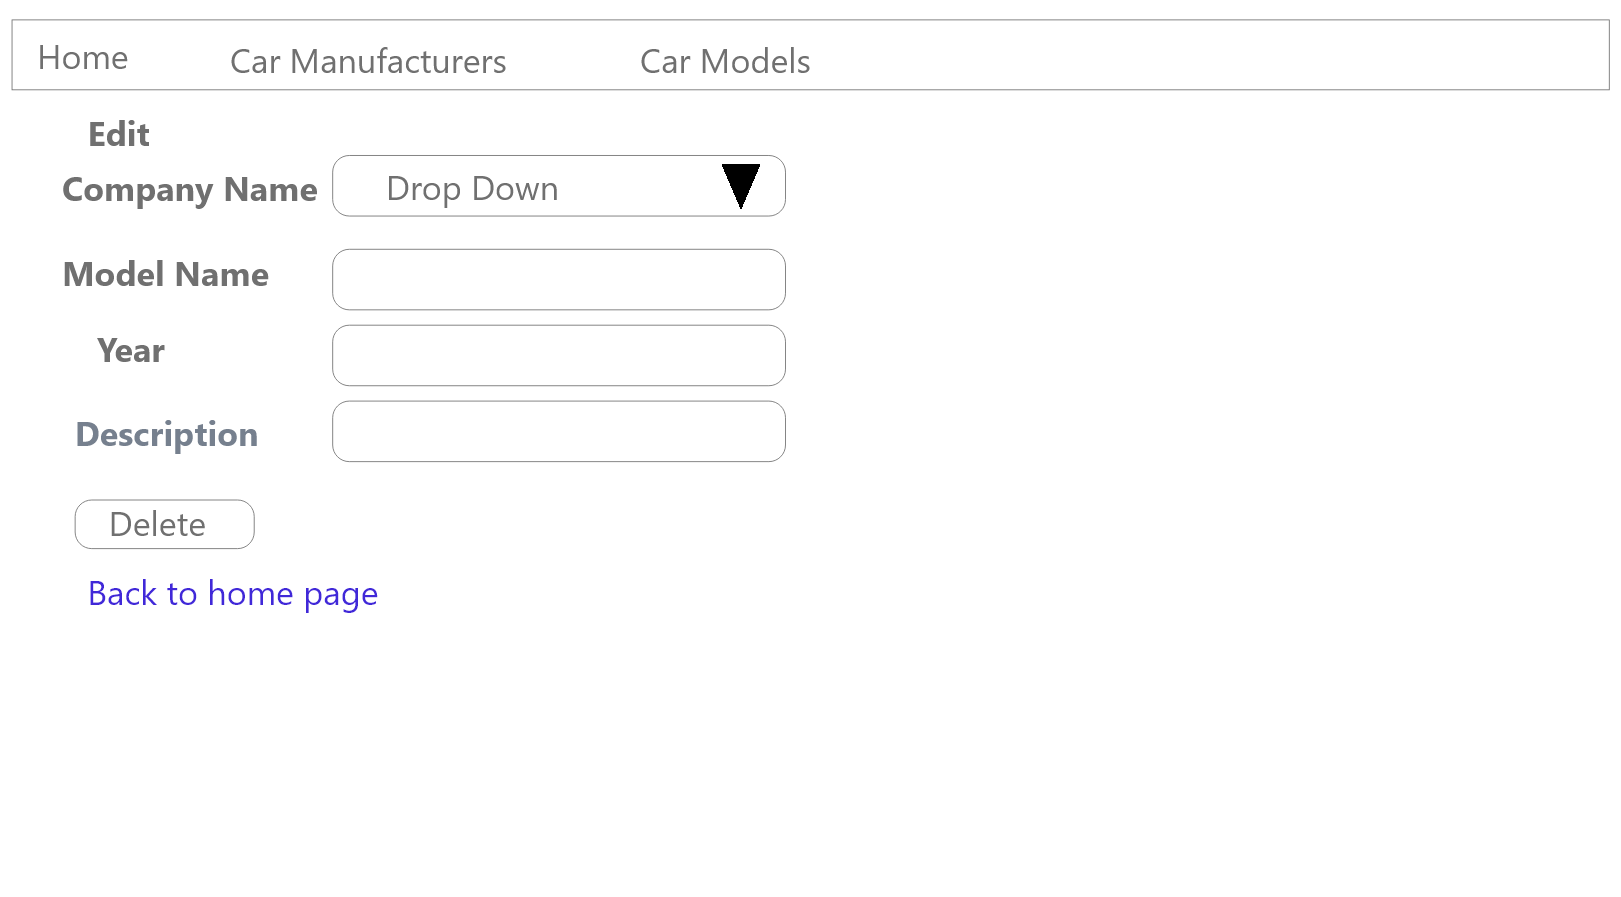 Home Car Manufacturers Car Models
Edit
Company Name Drop Down
Model Name
Year
Description
Delete
Back to home page